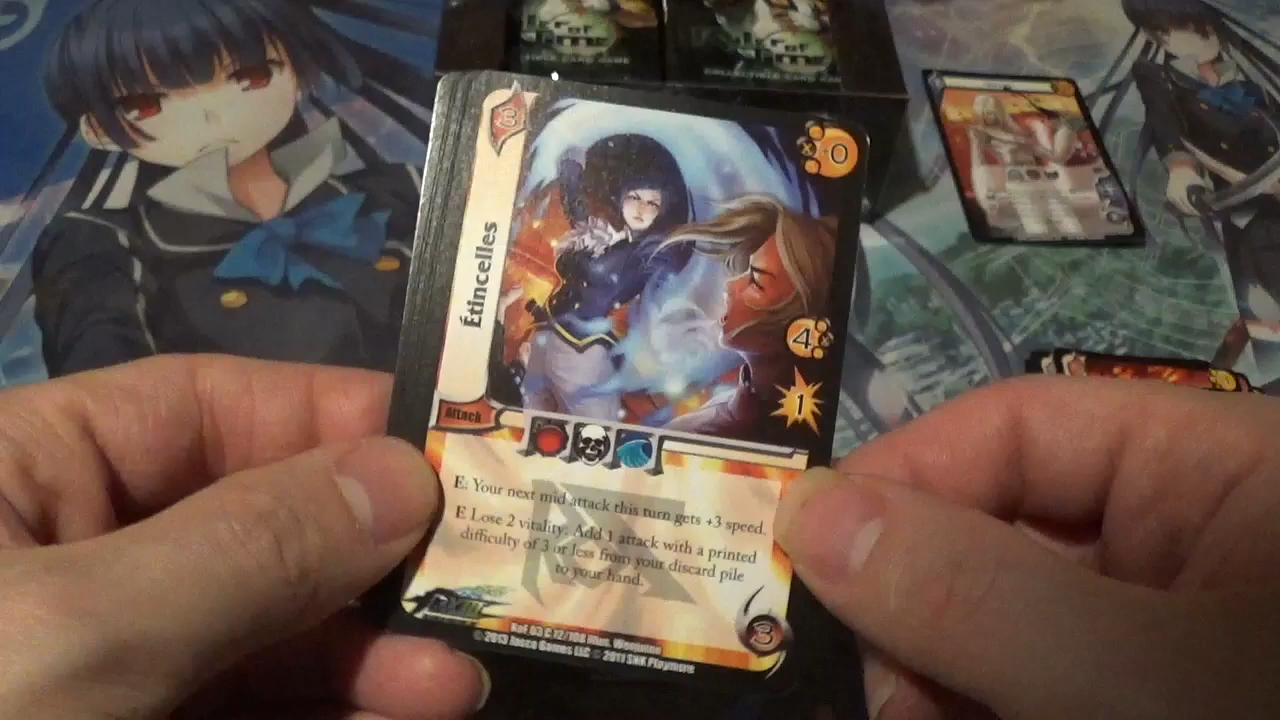 3
+0
Étincelles
4
1
Attack
E: Your next mid attack this turn gets +3 speed.
E Lose 2 vitality: Add 1 attack with a printed
difficulty of 3 or less from your discard pile
to your hand.
3
© 2013 Jasco Games LLC © 2011 SNK Playmore